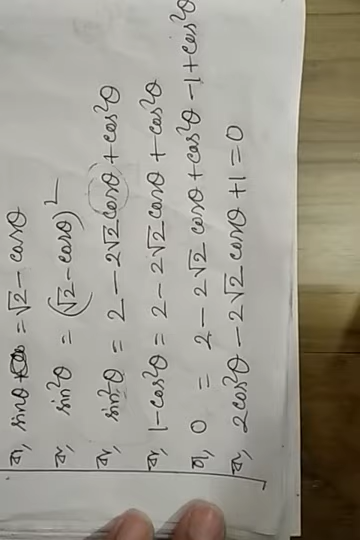 বা, sinθ = √2 - cosθ
বা, sin²θ = (√2 - cosθ)²
বা, sin²θ = 2 - 2√2 cosθ + cos²θ
বা, 1 - cos²θ = 2 - 2√2 cosθ + cos²θ
বা, 0 = 2 - 2√2 cosθ + cos²θ - 1 + cos²θ
বা, 2cos²θ - 2√2 cosθ + 1 = 0